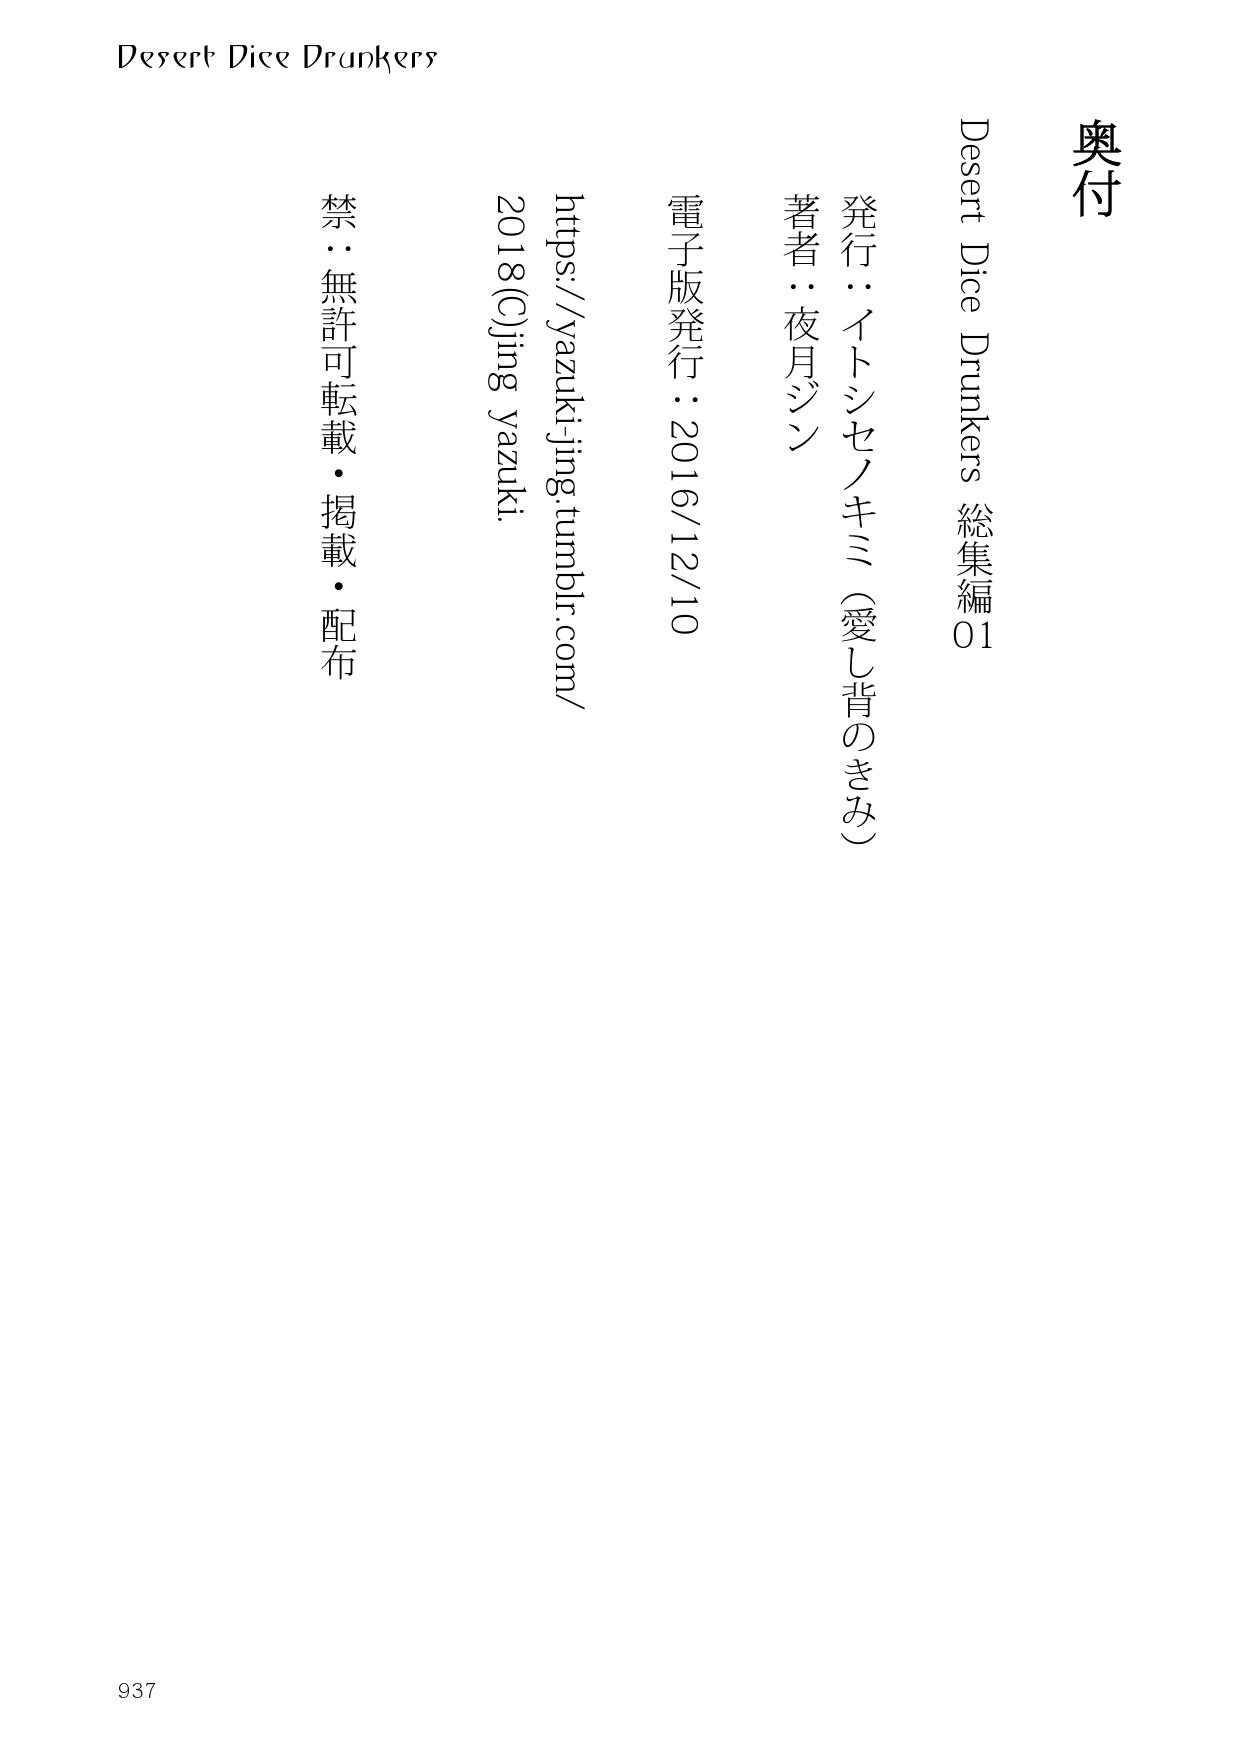 Desert Dice Drunkers
奥付
Desert Dice Drunkers 総集編01
発行：イトシセノキミ（愛し背のきみ）
著者：夜月ジン
電子版発行：2016/12/10
https://yazuki-jing.tumblr.com/
2018(C)jing yazuki.
禁：無許可転載・掲載・配布
937